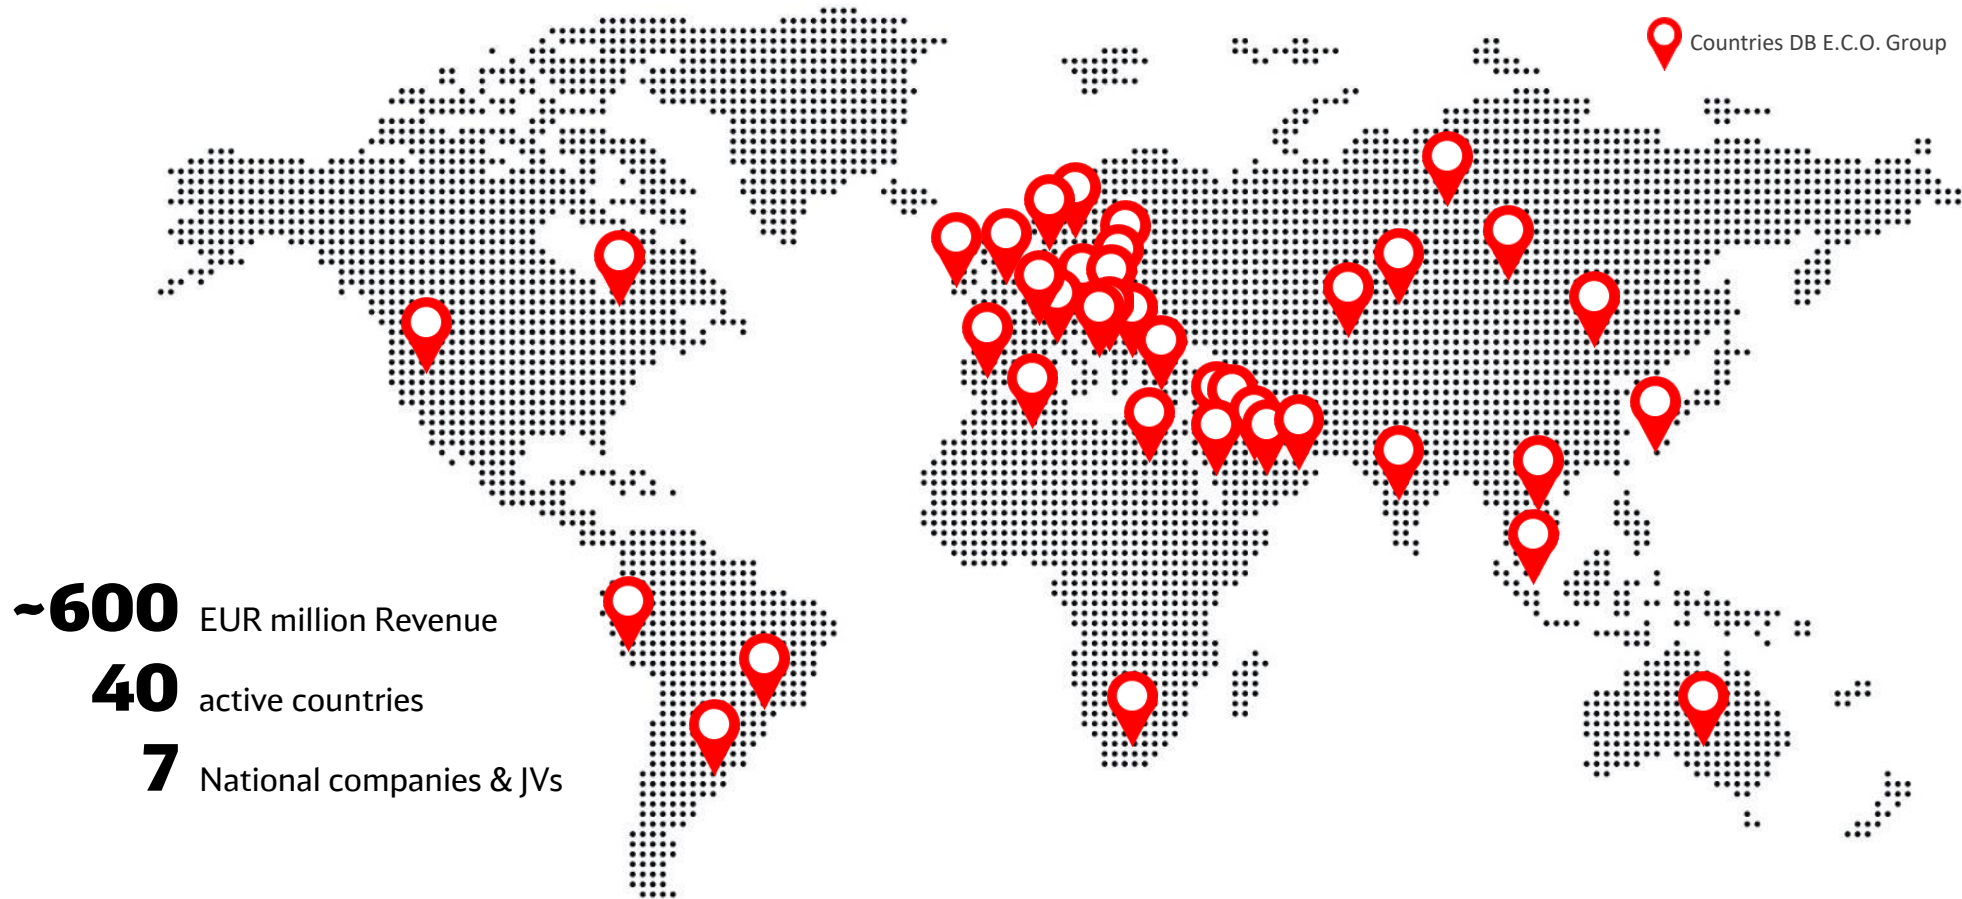 Countries DB E.C.O. Group
~600 EUR million Revenue
40 active countries
7 National companies & JVs